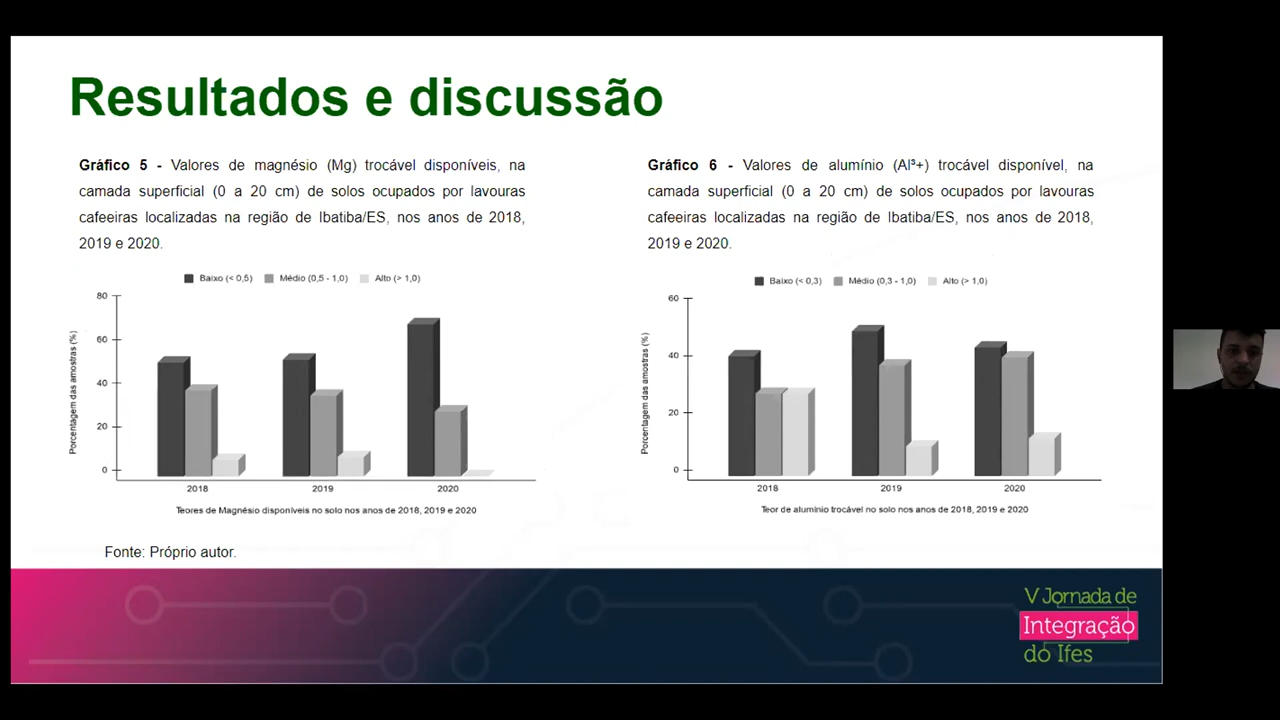 Resultados e discussão
Gráfico 5 - Valores de magnésio (Mg) trocável disponíveis, na
camada superficial (0 a 20 cm) de solos ocupados por lavouras
cafeeiras localizadas na região de Ibatiba/ES, nos anos de 2018,
2019 e 2020.
Baixo (< 0,5) Médio (0,5 - 1,0) Alto (> 1,0)
Porcentagem das amostras (%)
80
60
40
20
0
2018 2019 2020
Teores de Magnésio disponíveis no solo nos anos de 2018, 2019 e 2020
Fonte: Próprio autor.
Gráfico 6 - Valores de alumínio (Al³+) trocável disponível, na
camada superficial (0 a 20 cm) de solos ocupados por lavouras
cafeeiras localizadas na região de Ibatiba/ES, nos anos de 2018,
2019 e 2020.
Baixo (< 0,3) Médio (0,3 - 1,0) Alto (> 1,0)
Porcentagem das amostras (%)
60
40
20
0
2018 2019 2020
Teor de alumínio trocável no solo nos anos de 2018, 2019 e 2020
V Jornada de
Integração
do Ifes